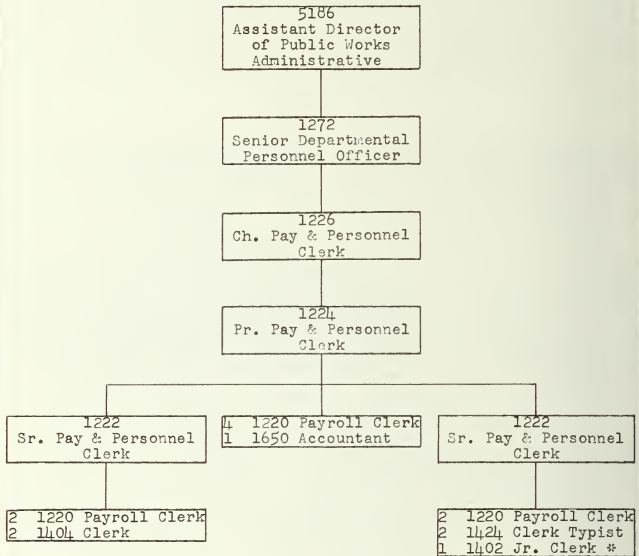 5186
Assistant Director
of Public Works
Administrative
1272
Senior Departmental
Personnel Officer
1226
Ch. Pay & Personnel
Clerk
1224
Pr. Pay & Personnel
Clerk
1222
Sr. Pay & Personnel
Clerk
4 1220 Payroll Clerk
1 1650 Accountant
1222
Sr. Pay & Personnel
Clerk
2 1220 Payroll Clerk
2 1404 Clerk
2 1220 Payroll Clerk
2 1424 Clerk Typist
1 1402 Jr. Clerk *